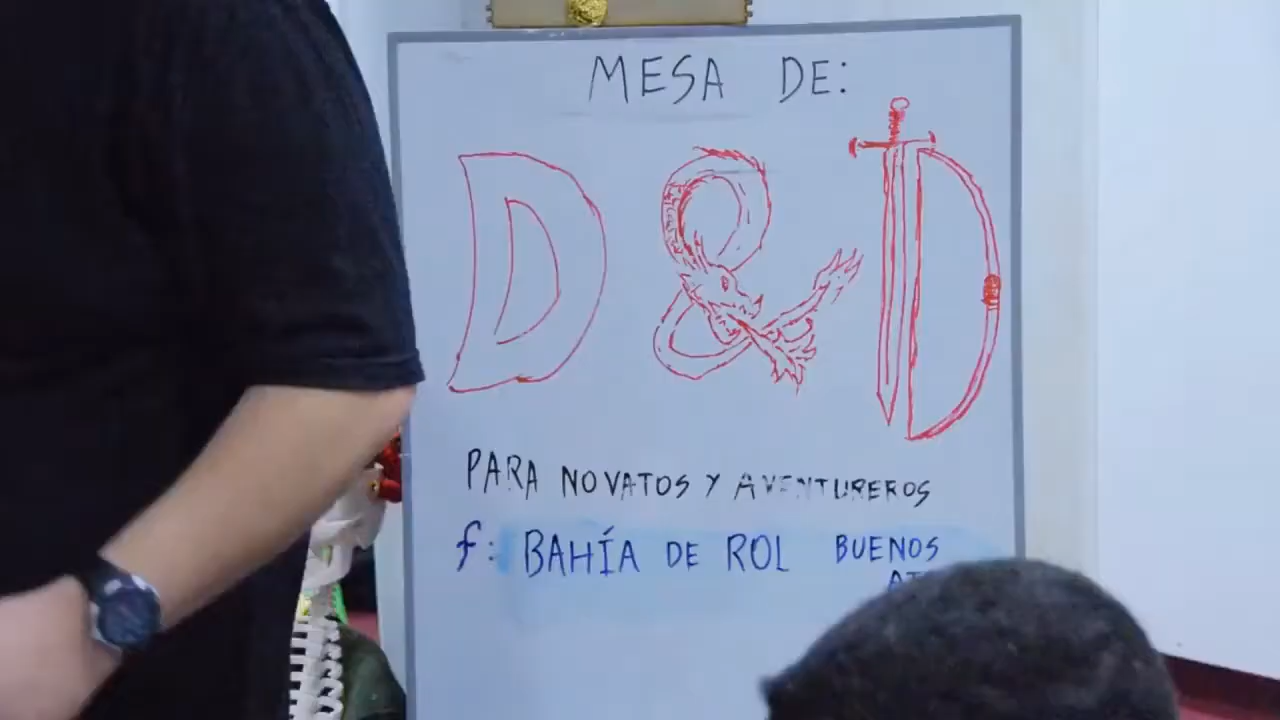 MESA DE:
D&D
PARA NOVATOS Y AVENTUREROS
f: BAHÍA DE ROL BUENOS